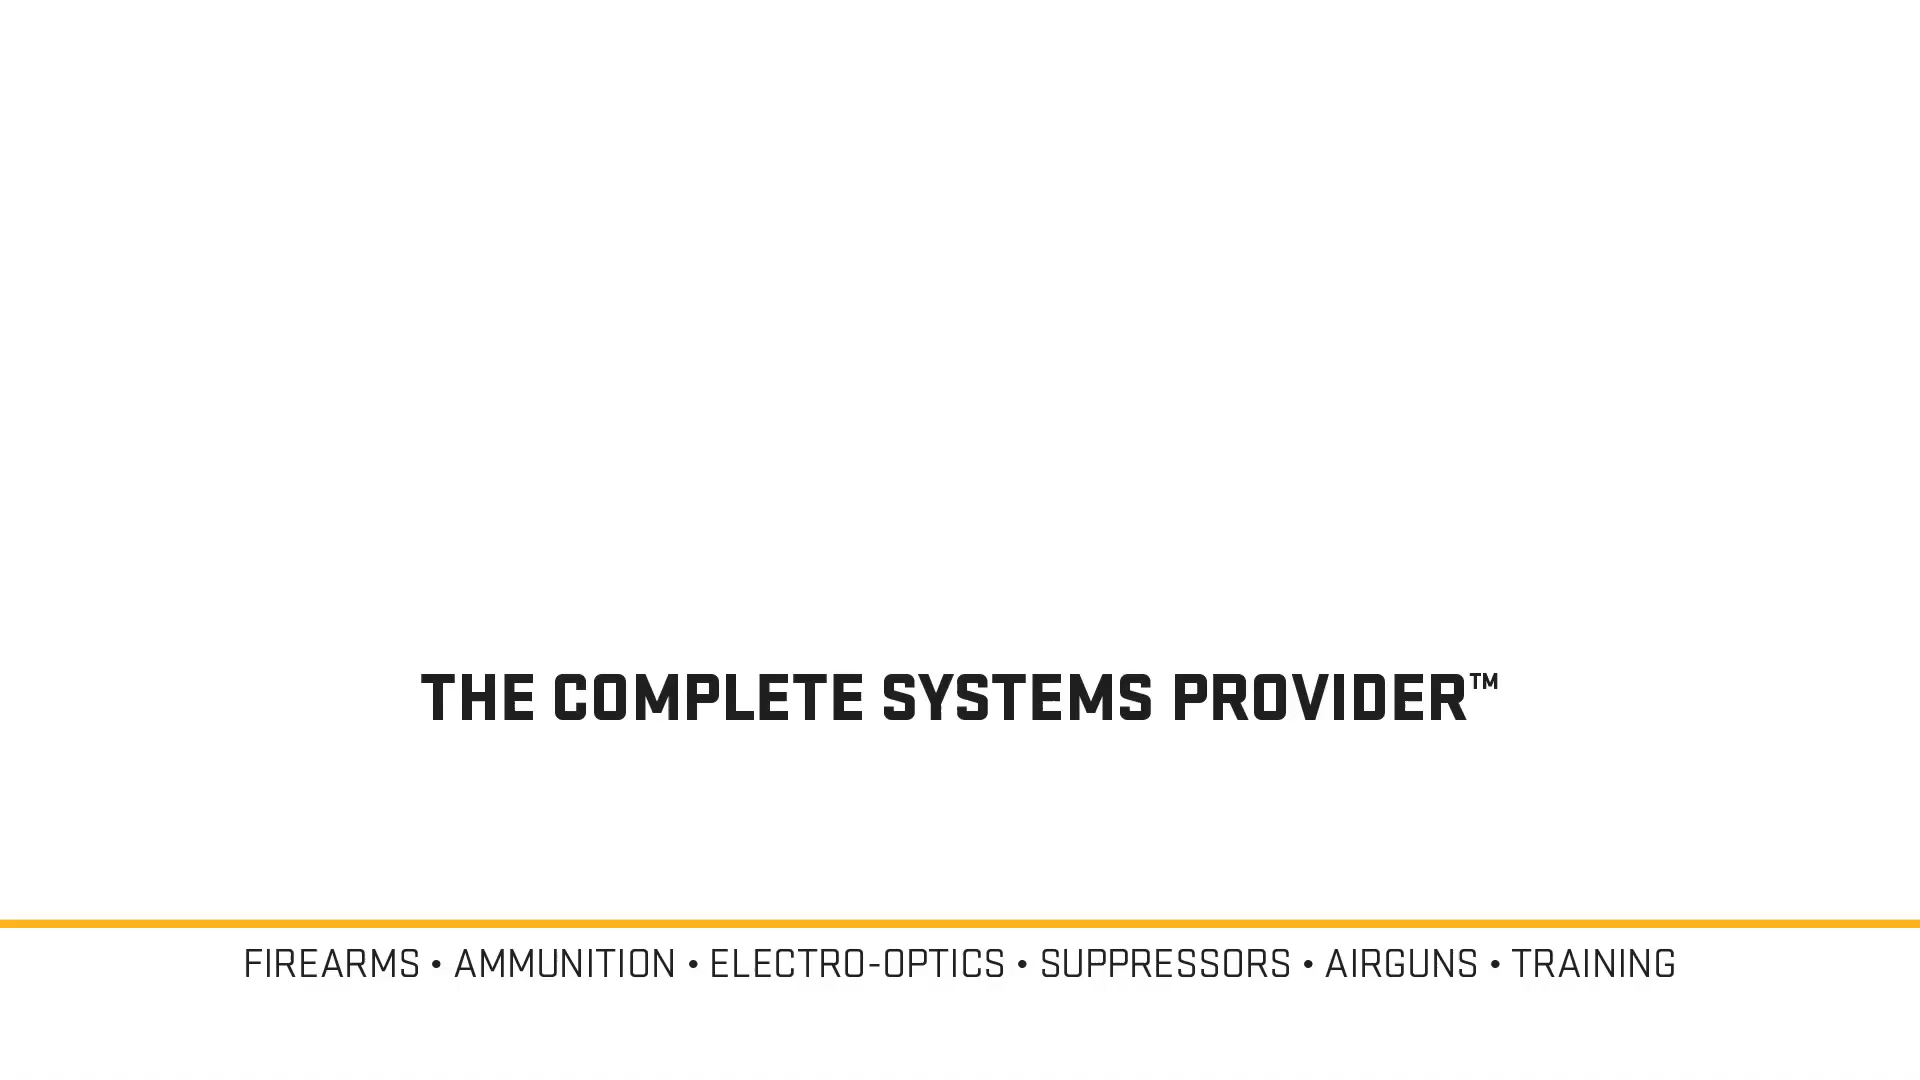 THE COMPLETE SYSTEMS PROVIDER™
FIREARMS • AMMUNITION • ELECTRO-OPTICS • SUPPRESSORS • AIRGUNS • TRAINING